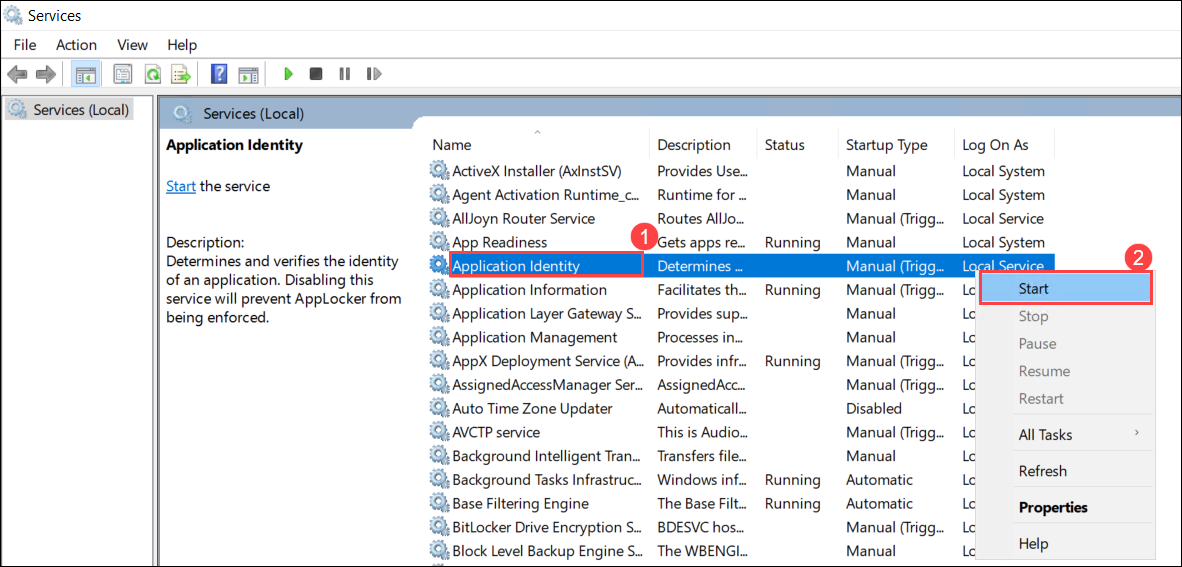 Services
File Action View Help
Services (Local)
Services (Local)
Application Identity
Start the service
Description:
Determines and verifies the identity
of an application. Disabling this
service will prevent AppLocker from
being enforced.
Name Description Status Startup Type Log On As
ActiveX Installer (AxInstSV) Provides Use... Manual Local System
Agent Activation Runtime_c... Runtime for ... Manual Local System
AllJoyn Router Service Routes AllJo... Manual (Trigg... Local Service
App Readiness Gets apps re... Running Manual Local System
1
Application Identity Determines ... Manual (Trigg... Local Service
2
Application Information Facilitates th... Running Manual (Trigg... Lo
Application Layer Gateway S... Provides sup... Manual Lo
Application Management Processes in... Manual Lo
AppX Deployment Service (A... Provides infr... Running Manual (Trigg... Lo
AssignedAccessManager Ser... AssignedAcc... Manual (Trigg... Lo
Auto Time Zone Updater Automaticall... Disabled Lo
AVCTP service This is Audio... Manual (Trigg... Lo
Background Intelligent Tran... Transfers file... Manual Lo
Background Tasks Infrastruc... Windows inf... Running Automatic Lo
Base Filtering Engine The Base Filt... Running Automatic Lo
BitLocker Drive Encryption S... BDESVC hos... Manual (Trigg... Lo
Block Level Backup Engine S... The WBENGI... Manual Lo
Start
Stop
Pause
Resume
Restart
All Tasks
Refresh
Properties
Help